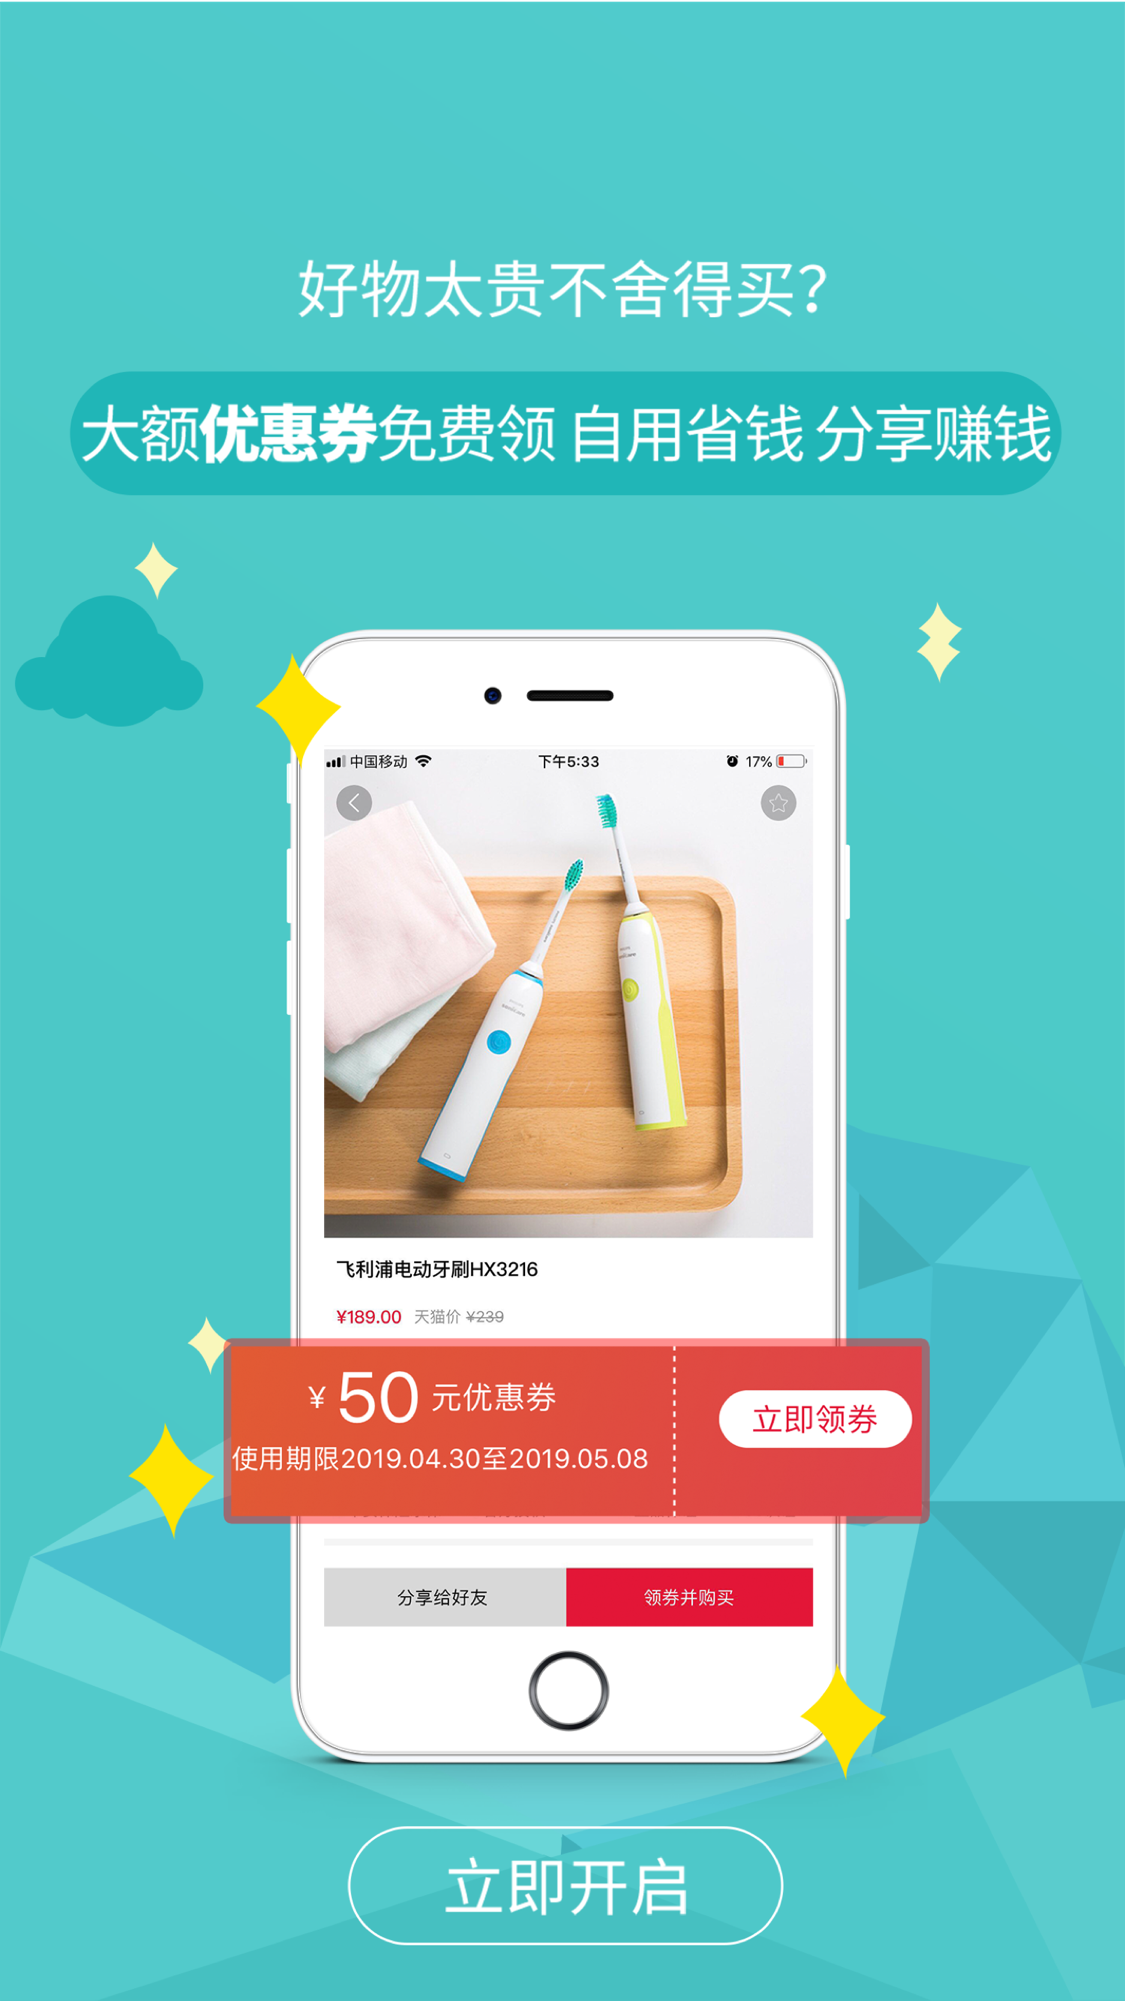 好物太贵不舍得买？
大额优惠券免费领 自用省钱 分享赚钱
中国移动 下午5:33 17%
飞利浦电动牙刷HX3216
¥189.00 天猫价 ¥239
¥ 50 元优惠券
立即领券
使用期限2019.04.30至2019.05.08
分享给好友 领券并购买
立即开启